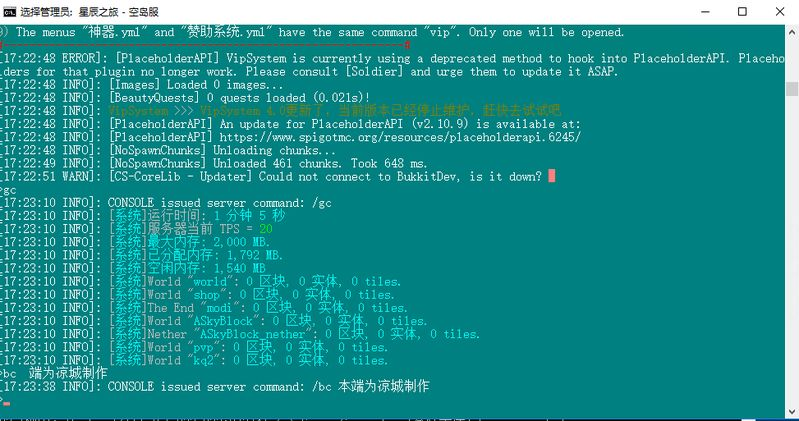 选择管理员: 星辰之旅 - 空岛服
9) The menus "神器.yml" and "赞助系统.yml" have the same command "vip". Only one will be opened.
[17:22:48 ERROR]: [PlaceholderAPI] VipSystem is currently using a deprecated method to hook into PlaceholderAPI. Placeho
lders for that plugin no longer work. Please consult [Soldier] and urge them to update it ASAP.
[17:22:48 INFO]: [Images] Loaded 0 images...
[17:22:48 INFO]: [BeautyQuests] 0 quests loaded (0.021s)!
[17:22:48 INFO]: VipSystem >>> VipSystem 4.0更新了，当前版本已经停止维护，赶快去试试吧
[17:22:48 INFO]: [PlaceholderAPI] An update for PlaceholderAPI (v2.10.9) is available at:
[17:22:48 INFO]: [PlaceholderAPI] https://www.spigotmc.org/resources/placeholderapi.6245/
[17:22:48 INFO]: [NoSpawnChunks] Unloading chunks...
[17:22:49 INFO]: [NoSpawnChunks] Unloaded 461 chunks. Took 648 ms.
[17:22:51 WARN]: [CS-CoreLib - Updater] Could not connect to BukkitDev, is it down?
>gc
[17:23:10 INFO]: CONSOLE issued server command: /gc
[17:23:10 INFO]: [系统]运行时间: 1 分钟 5 秒
[17:23:10 INFO]: [系统]服务器当前 TPS = 20
[17:23:10 INFO]: [系统]最大内存: 2,000 MB.
[17:23:10 INFO]: [系统]已分配内存: 1,792 MB.
[17:23:10 INFO]: [系统]空闲内存: 1,540 MB
[17:23:10 INFO]: [系统]World "world": 0 区块, 0 实体, 0 tiles.
[17:23:10 INFO]: [系统]World "shop": 0 区块, 0 实体, 0 tiles.
[17:23:10 INFO]: [系统]The End "modi": 0 区块, 0 实体, 0 tiles.
[17:23:10 INFO]: [系统]World "ASkyBlock": 0 区块, 0 实体, 0 tiles.
[17:23:10 INFO]: [系统]Nether "ASkyBlock_nether": 0 区块, 0 实体, 0 tiles.
[17:23:10 INFO]: [系统]World "pvp": 0 区块, 0 实体, 0 tiles.
[17:23:10 INFO]: [系统]World "kq2": 0 区块, 0 实体, 0 tiles.
>bc 端为凉城制作
[17:23:38 INFO]: CONSOLE issued server command: /bc 本端为凉城制作
>